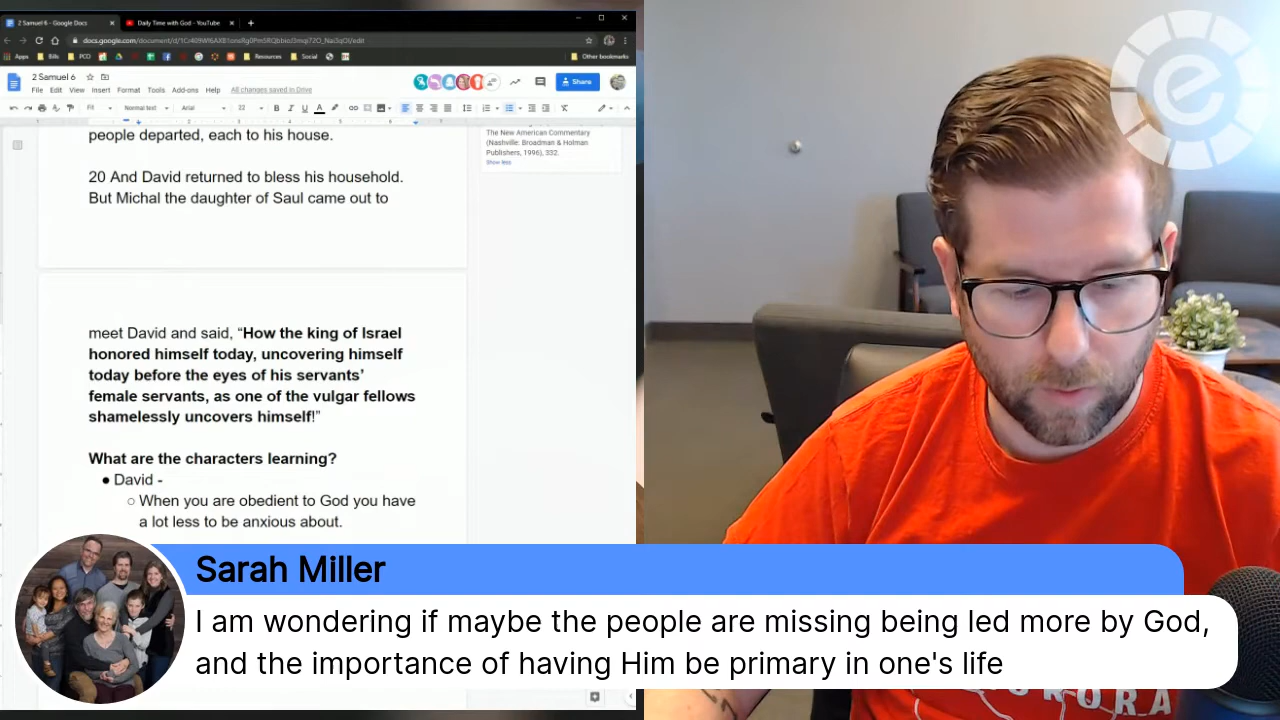 2 Samuel 6 - Google Docs
Daily Time with God - YouTube
Apps
Bills
PCO
Resources
Social
Other bookmarks
2 Samuel 6
Share
File Edit View Insert Format Tools Add-ons Help All changes saved in Drive
Fit
Normal text
Arial
22
people departed, each to his house.
The New American Commentary
(Nashville: Broadman & Holman
Publishers, 1996), 332.
Show less
20 And David returned to bless his household.
But Michal the daughter of Saul came out to
meet David and said, “How the king of Israel
honored himself today, uncovering himself
today before the eyes of his servants’
female servants, as one of the vulgar fellows
shamelessly uncovers himself!”
What are the characters learning?
● David -
○ When you are obedient to God you have
a lot less to be anxious about.
Sarah Miller
I am wondering if maybe the people are missing being led more by God,
and the importance of having Him be primary in one's life